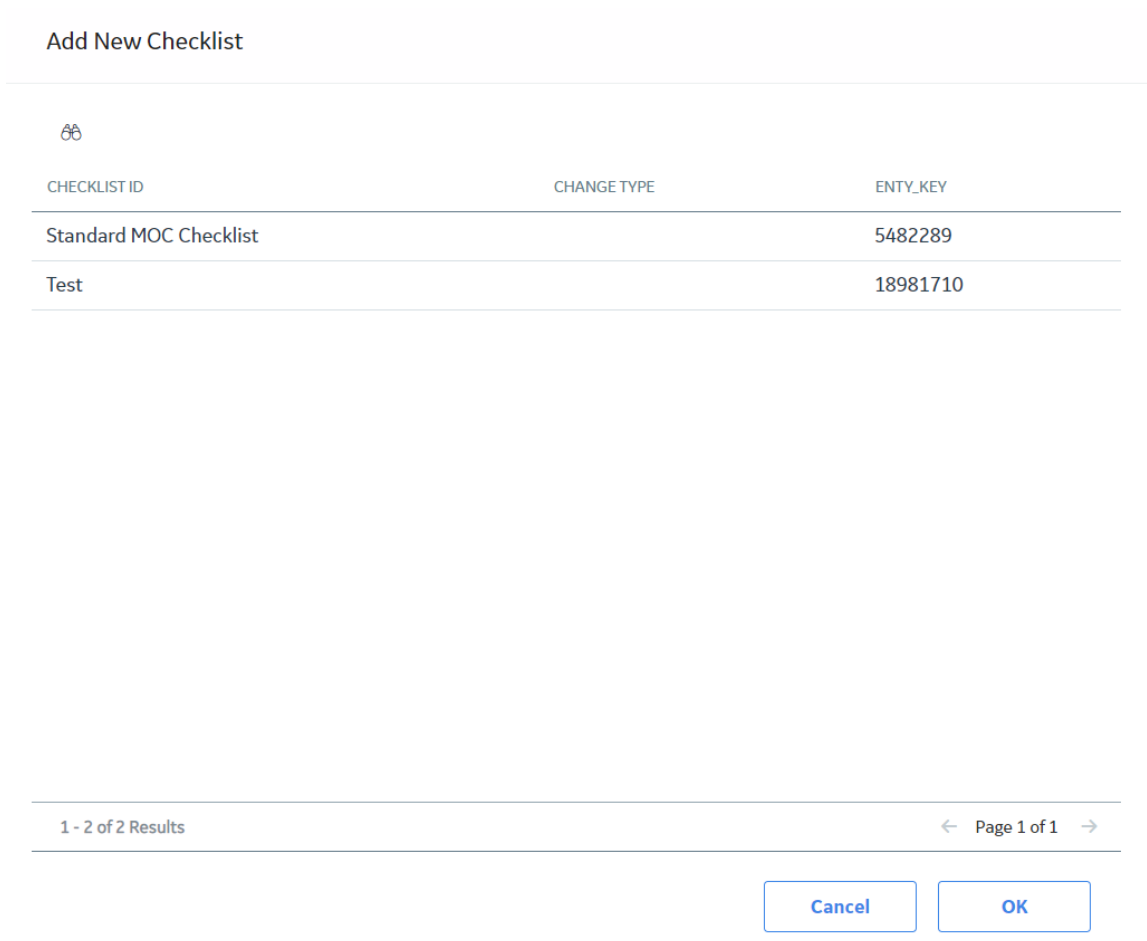 Add New Checklist
CHECKLIST ID CHANGE TYPE ENTY_KEY
Standard MOC Checklist 5482289
Test 18981710
1 - 2 of 2 Results Page 1 of 1
Cancel OK